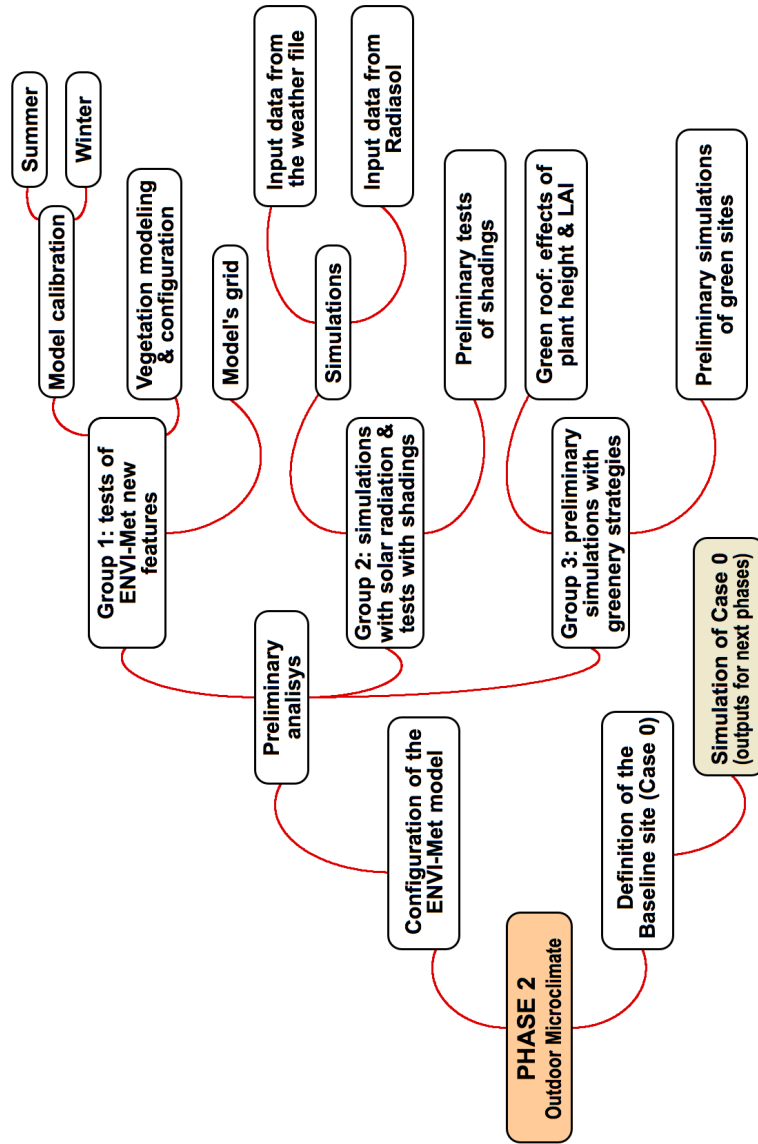 PHASE 2
Outdoor Microclimate
Configuration of the
ENVI-Met model
Preliminary
analisys
Group 1: tests of
ENVI-Met new
features
Model calibration
Summer
Winter
Vegetation modeling
& configuration
Model's grid
Group 2: simulations
with solar radiation &
tests with shadings
Simulations
Input data from
the weather file
Input data from
Radiasol
Preliminary tests
of shadings
Group 3: preliminary
simulations with
greenery strategies
Green roof: effects of
plant height & LAI
Preliminary simulations
of green sites
Definition of the
Baseline site (Case 0)
Simulation of Case 0
(outputs for next phases)